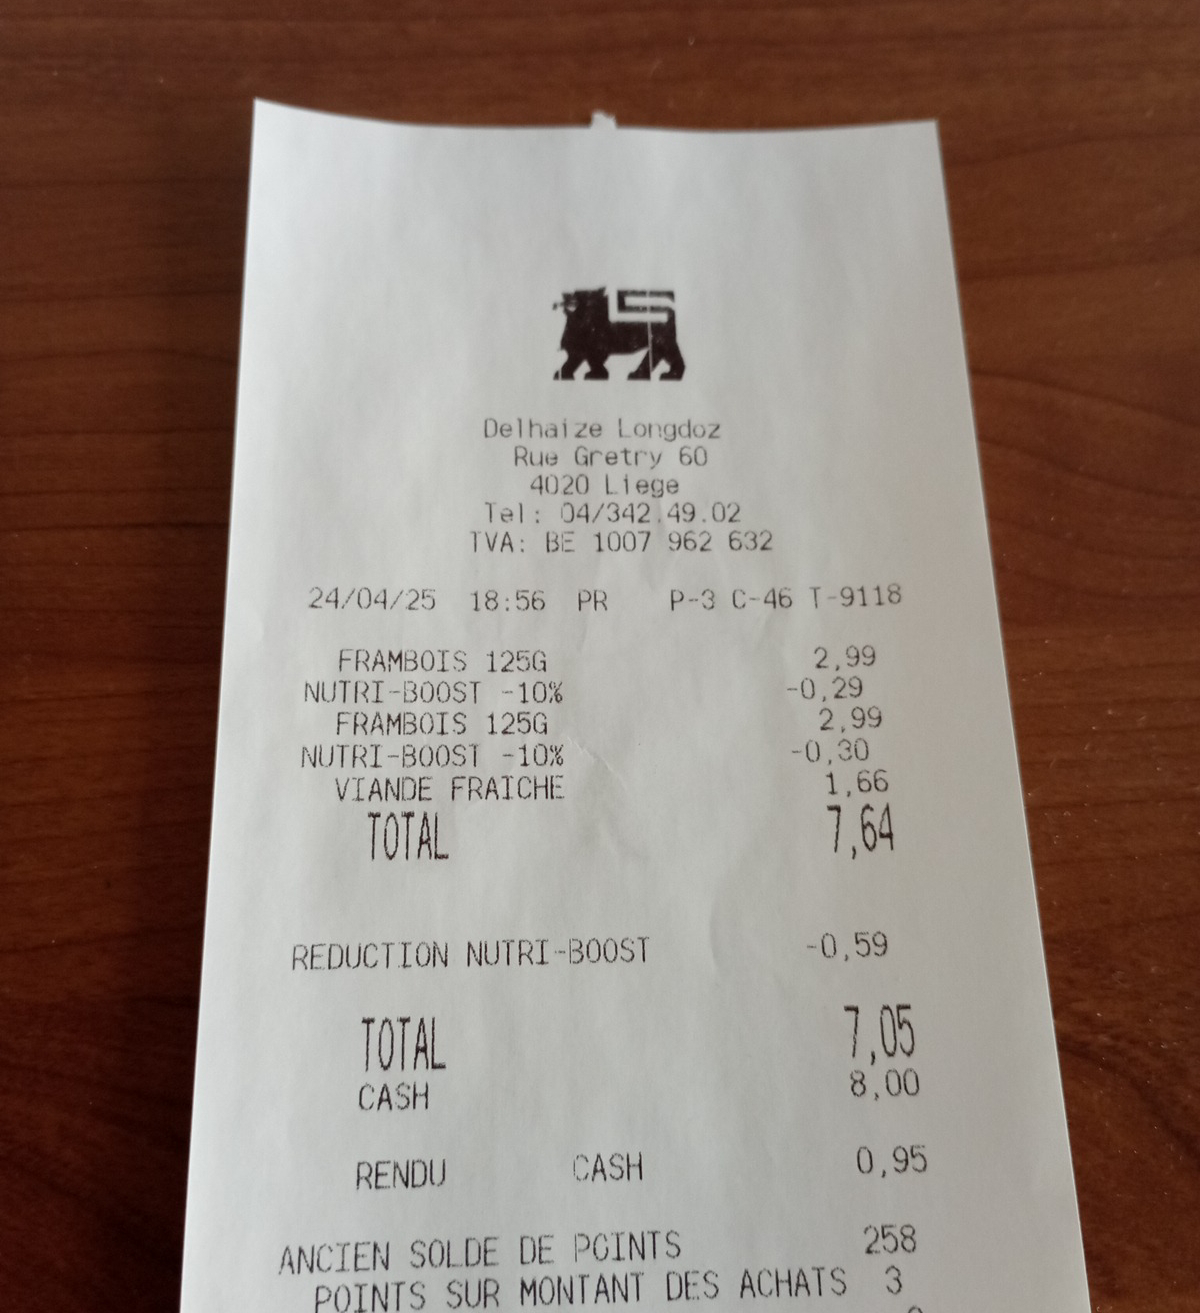 Delhaize Longdoz
Rue Gretry 60
4020 Liege
Tel: 04/342.49.02
TVA: BE 1007 962 632
24/04/25 18:56 PR P-3 C-46 T-9118
FRAMBOIS 125G 2,99
NUTRI-BOOST -10% -0,29
FRAMBOIS 125G 2,99
NUTRI-BOOST -10% -0,30
VIANDE FRAICHE 1,66
TOTAL 7,64
REDUCTION NUTRI-BOOST -0,59
TOTAL 7,05
CASH 8,00
RENDU CASH 0,95
ANCIEN SOLDE DE POINTS 258
POINTS SUR MONTANT DES ACHATS 3